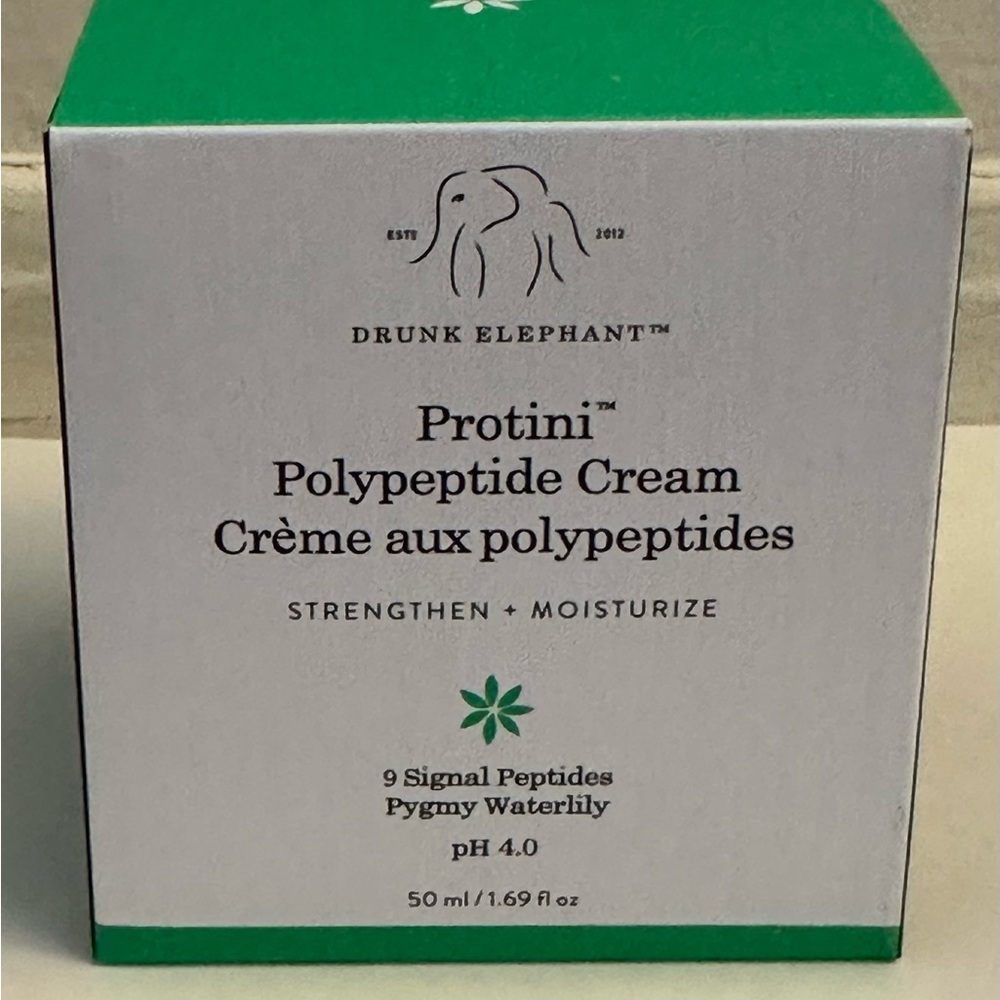 ESTD 2012
DRUNK ELEPHANT™
Protini™
Polypeptide Cream
Crème aux polypeptides
STRENGTHEN + MOISTURIZE
9 Signal Peptides
Pygmy Waterlily
pH 4.0
50 ml / 1.69 fl oz